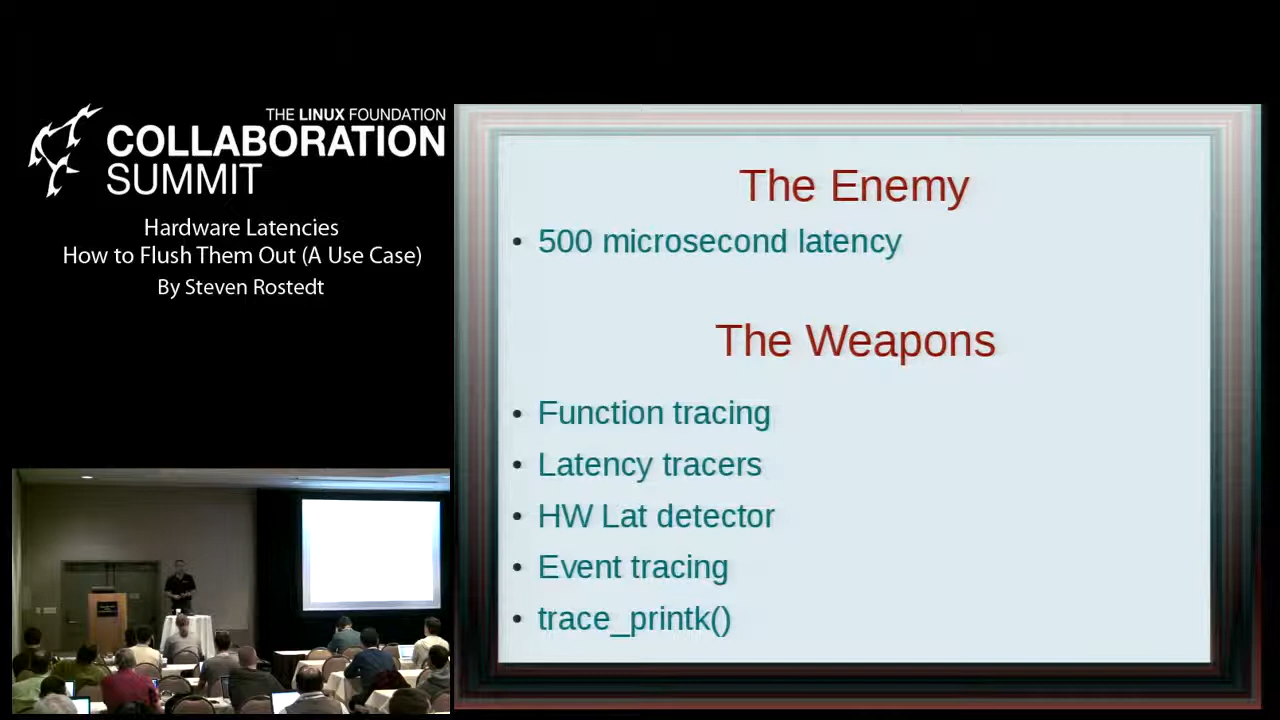 THE LINUX FOUNDATION
COLLABORATION
SUMMIT
Hardware Latencies
How to Flush Them Out (A Use Case)
By Steven Rostedt
The Enemy
• 500 microsecond latency
The Weapons
• Function tracing
• Latency tracers
• HW Lat detector
• Event tracing
• trace_printk()